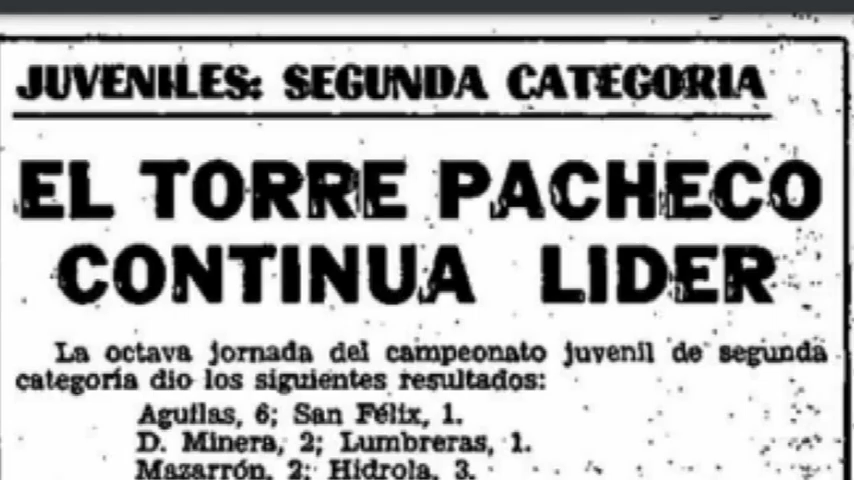 JUVENILES: SEGUNDA CATEGORIA
EL TORRE PACHECO
CONTINUA LIDER
La octava jornada del campeonato juvenil de segunda
categoría dio los siguientes resultados:
Aguilas, 6; San Félix, 1.
D. Minera, 2; Lumbreras, 1.
Mazarrón, 2; Hidrola, 3.